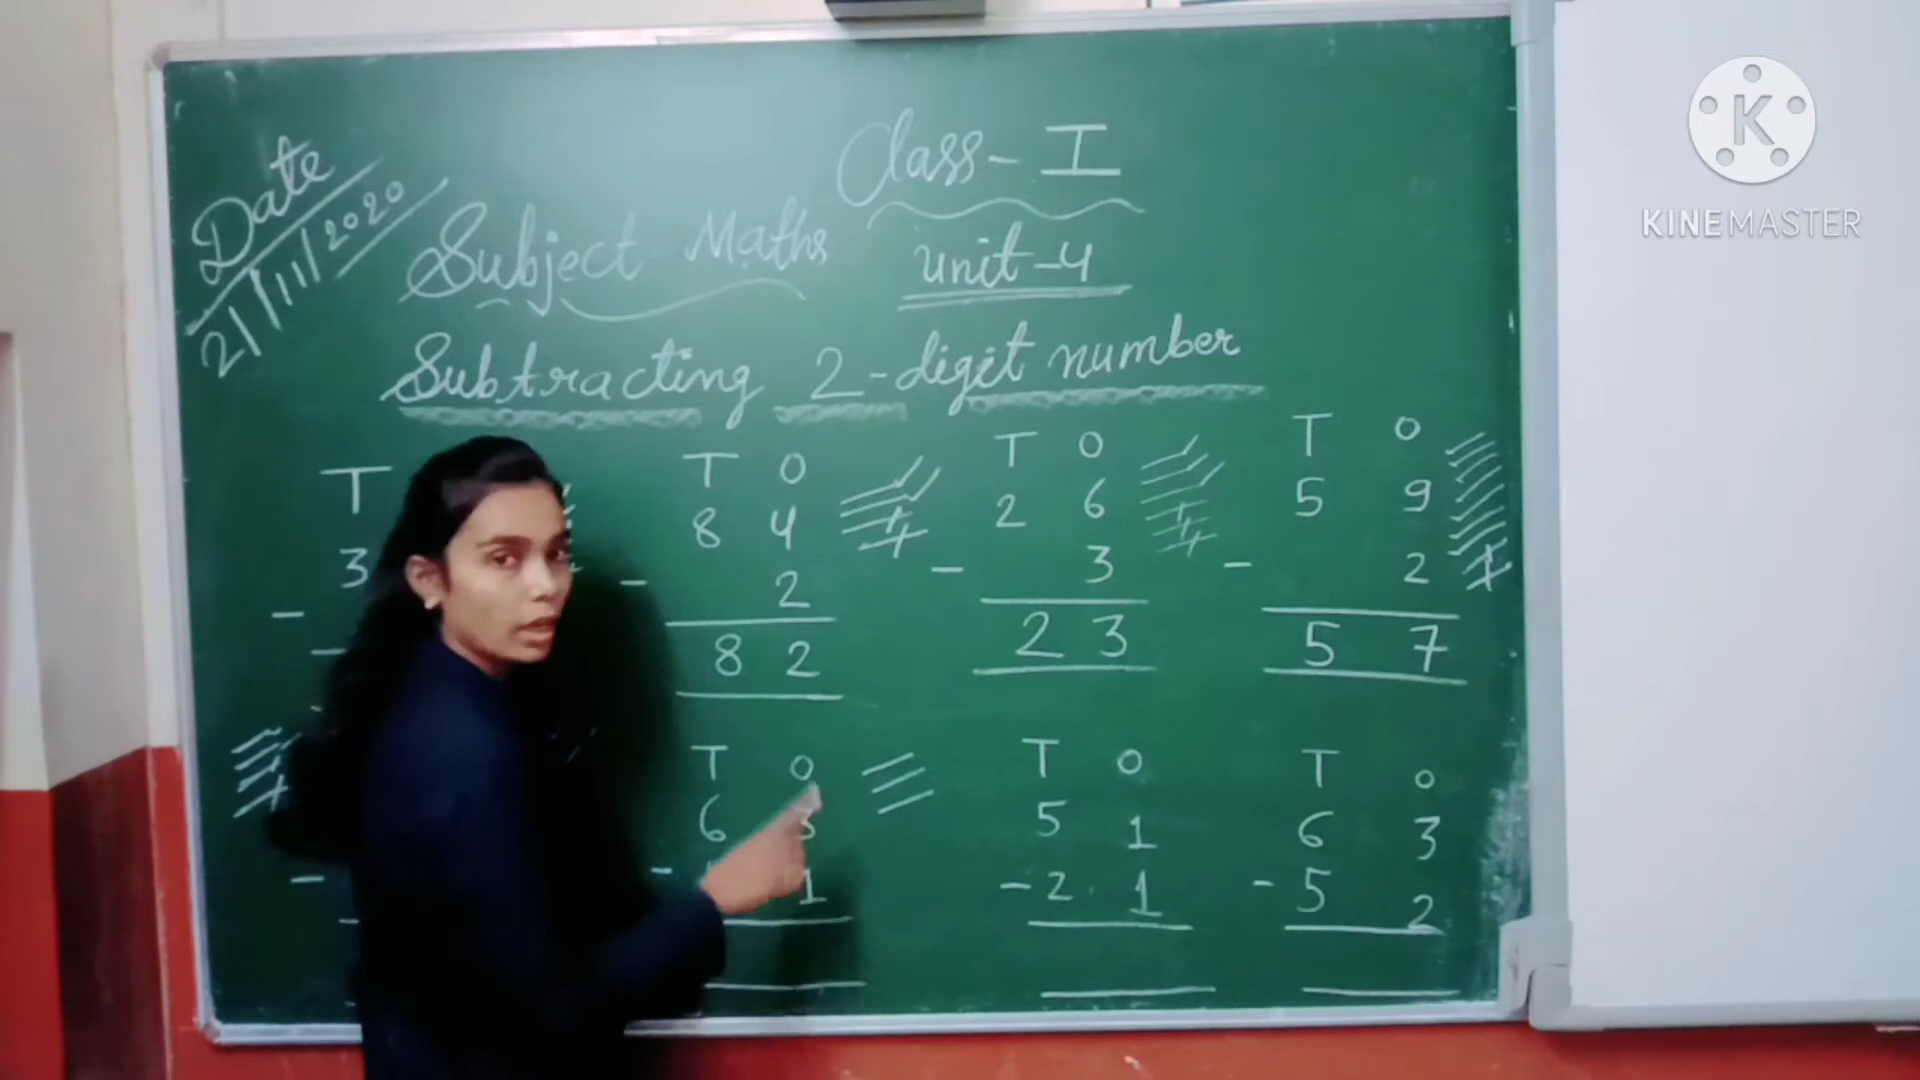 Date
21/11/2020
Class - I
Subject Maths
unit - 4
Subtracting 2-digit number
T
3
-
T O
8 4
- 2
8 2
T O
2 6
- 3
2 3
T O
5 9
- 2
5 7
-
T O
6 3
- 1
T O
5 1
- 2 1
T O
6 3
- 5 2
K
KINEMASTER